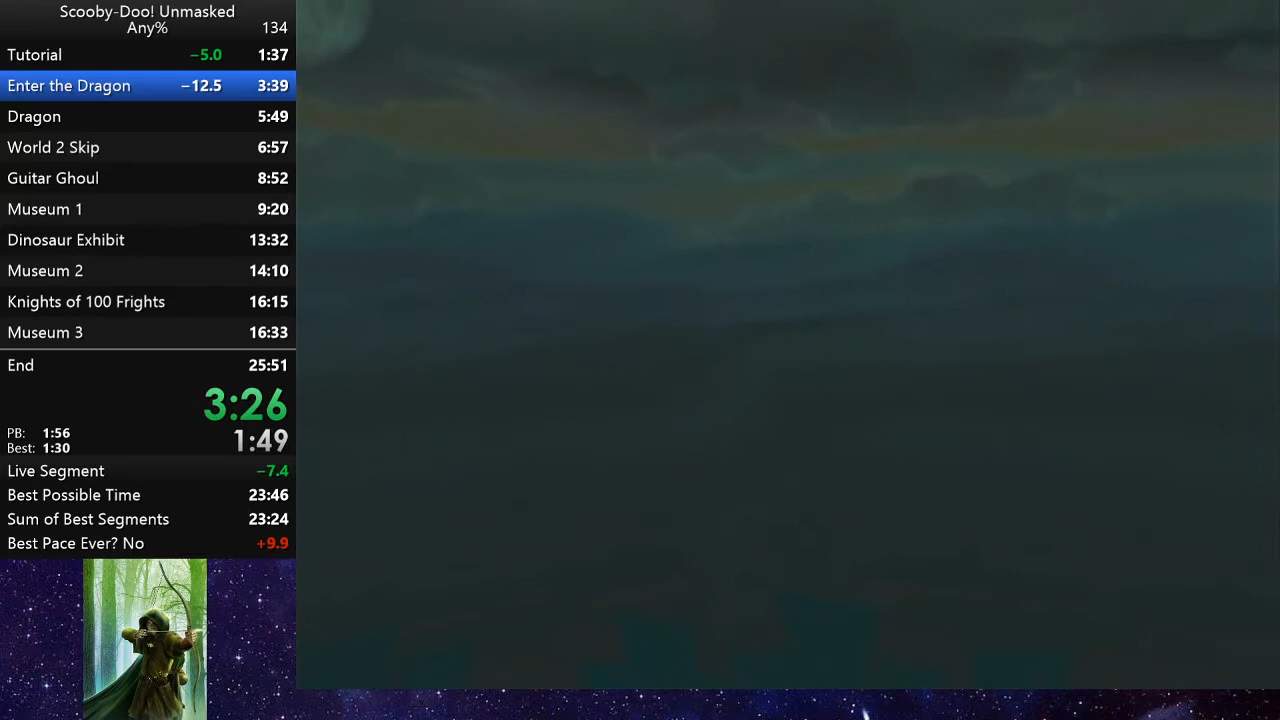 Scooby-Doo! Unmasked
Any% 134
Tutorial −5.0 1:37
Enter the Dragon −12.5 3:39
Dragon 5:49
World 2 Skip 6:57
Guitar Ghoul 8:52
Museum 1 9:20
Dinosaur Exhibit 13:32
Museum 2 14:10
Knights of 100 Frights 16:15
Museum 3 16:33
End 25:51
3:26
PB: 1:56
Best: 1:30
1:49
Live Segment −7.4
Best Possible Time 23:46
Sum of Best Segments 23:24
Best Pace Ever? No +9.9